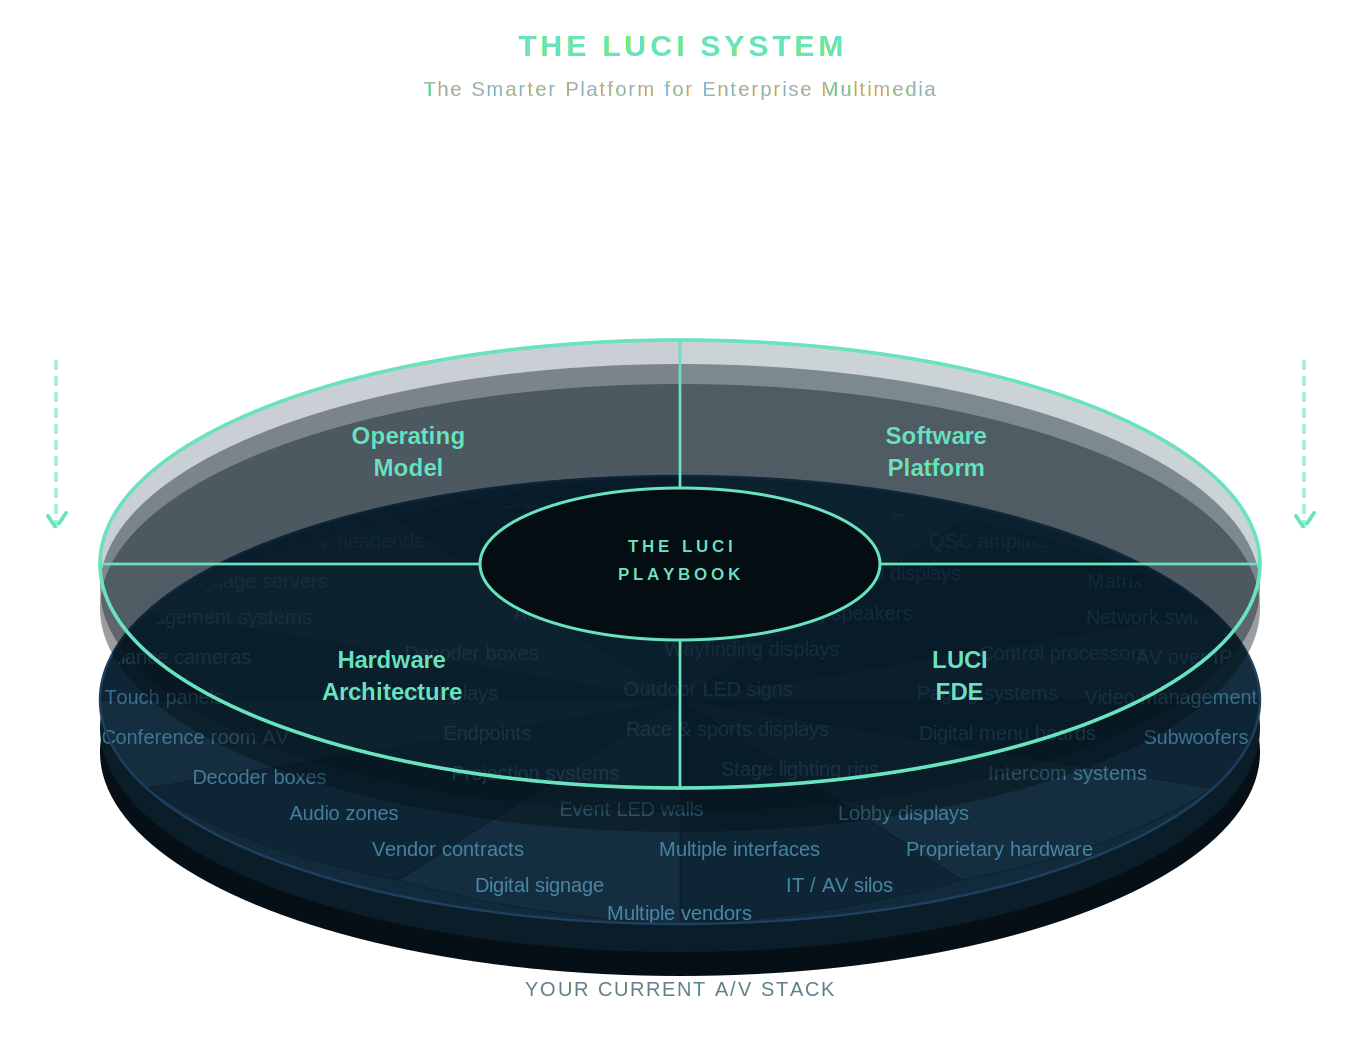 THE LUCI SYSTEM
The Smarter Platform for Enterprise Multimedia
Operating
Model
Software
Platform
headends
QSC
THE LUCI
PLAYBOOK
servers
displays
systems
speakers
Network
cameras
Decoder boxes
Wayfinding displays
Control processors
AV over IP
Hardware
Architecture
LUCI
FDE
Touch panels
Outdoor LED signs
Paging systems
Video management
Conference room AV
Endpoints
Race & sports displays
Digital menu boards
Subwoofers
Decoder boxes
Projection systems
Stage lighting rigs
Intercom systems
Audio zones
Event LED walls
Lobby displays
Vendor contracts
Multiple interfaces
Proprietary hardware
Digital signage
IT / AV silos
Multiple vendors
YOUR CURRENT A/V STACK